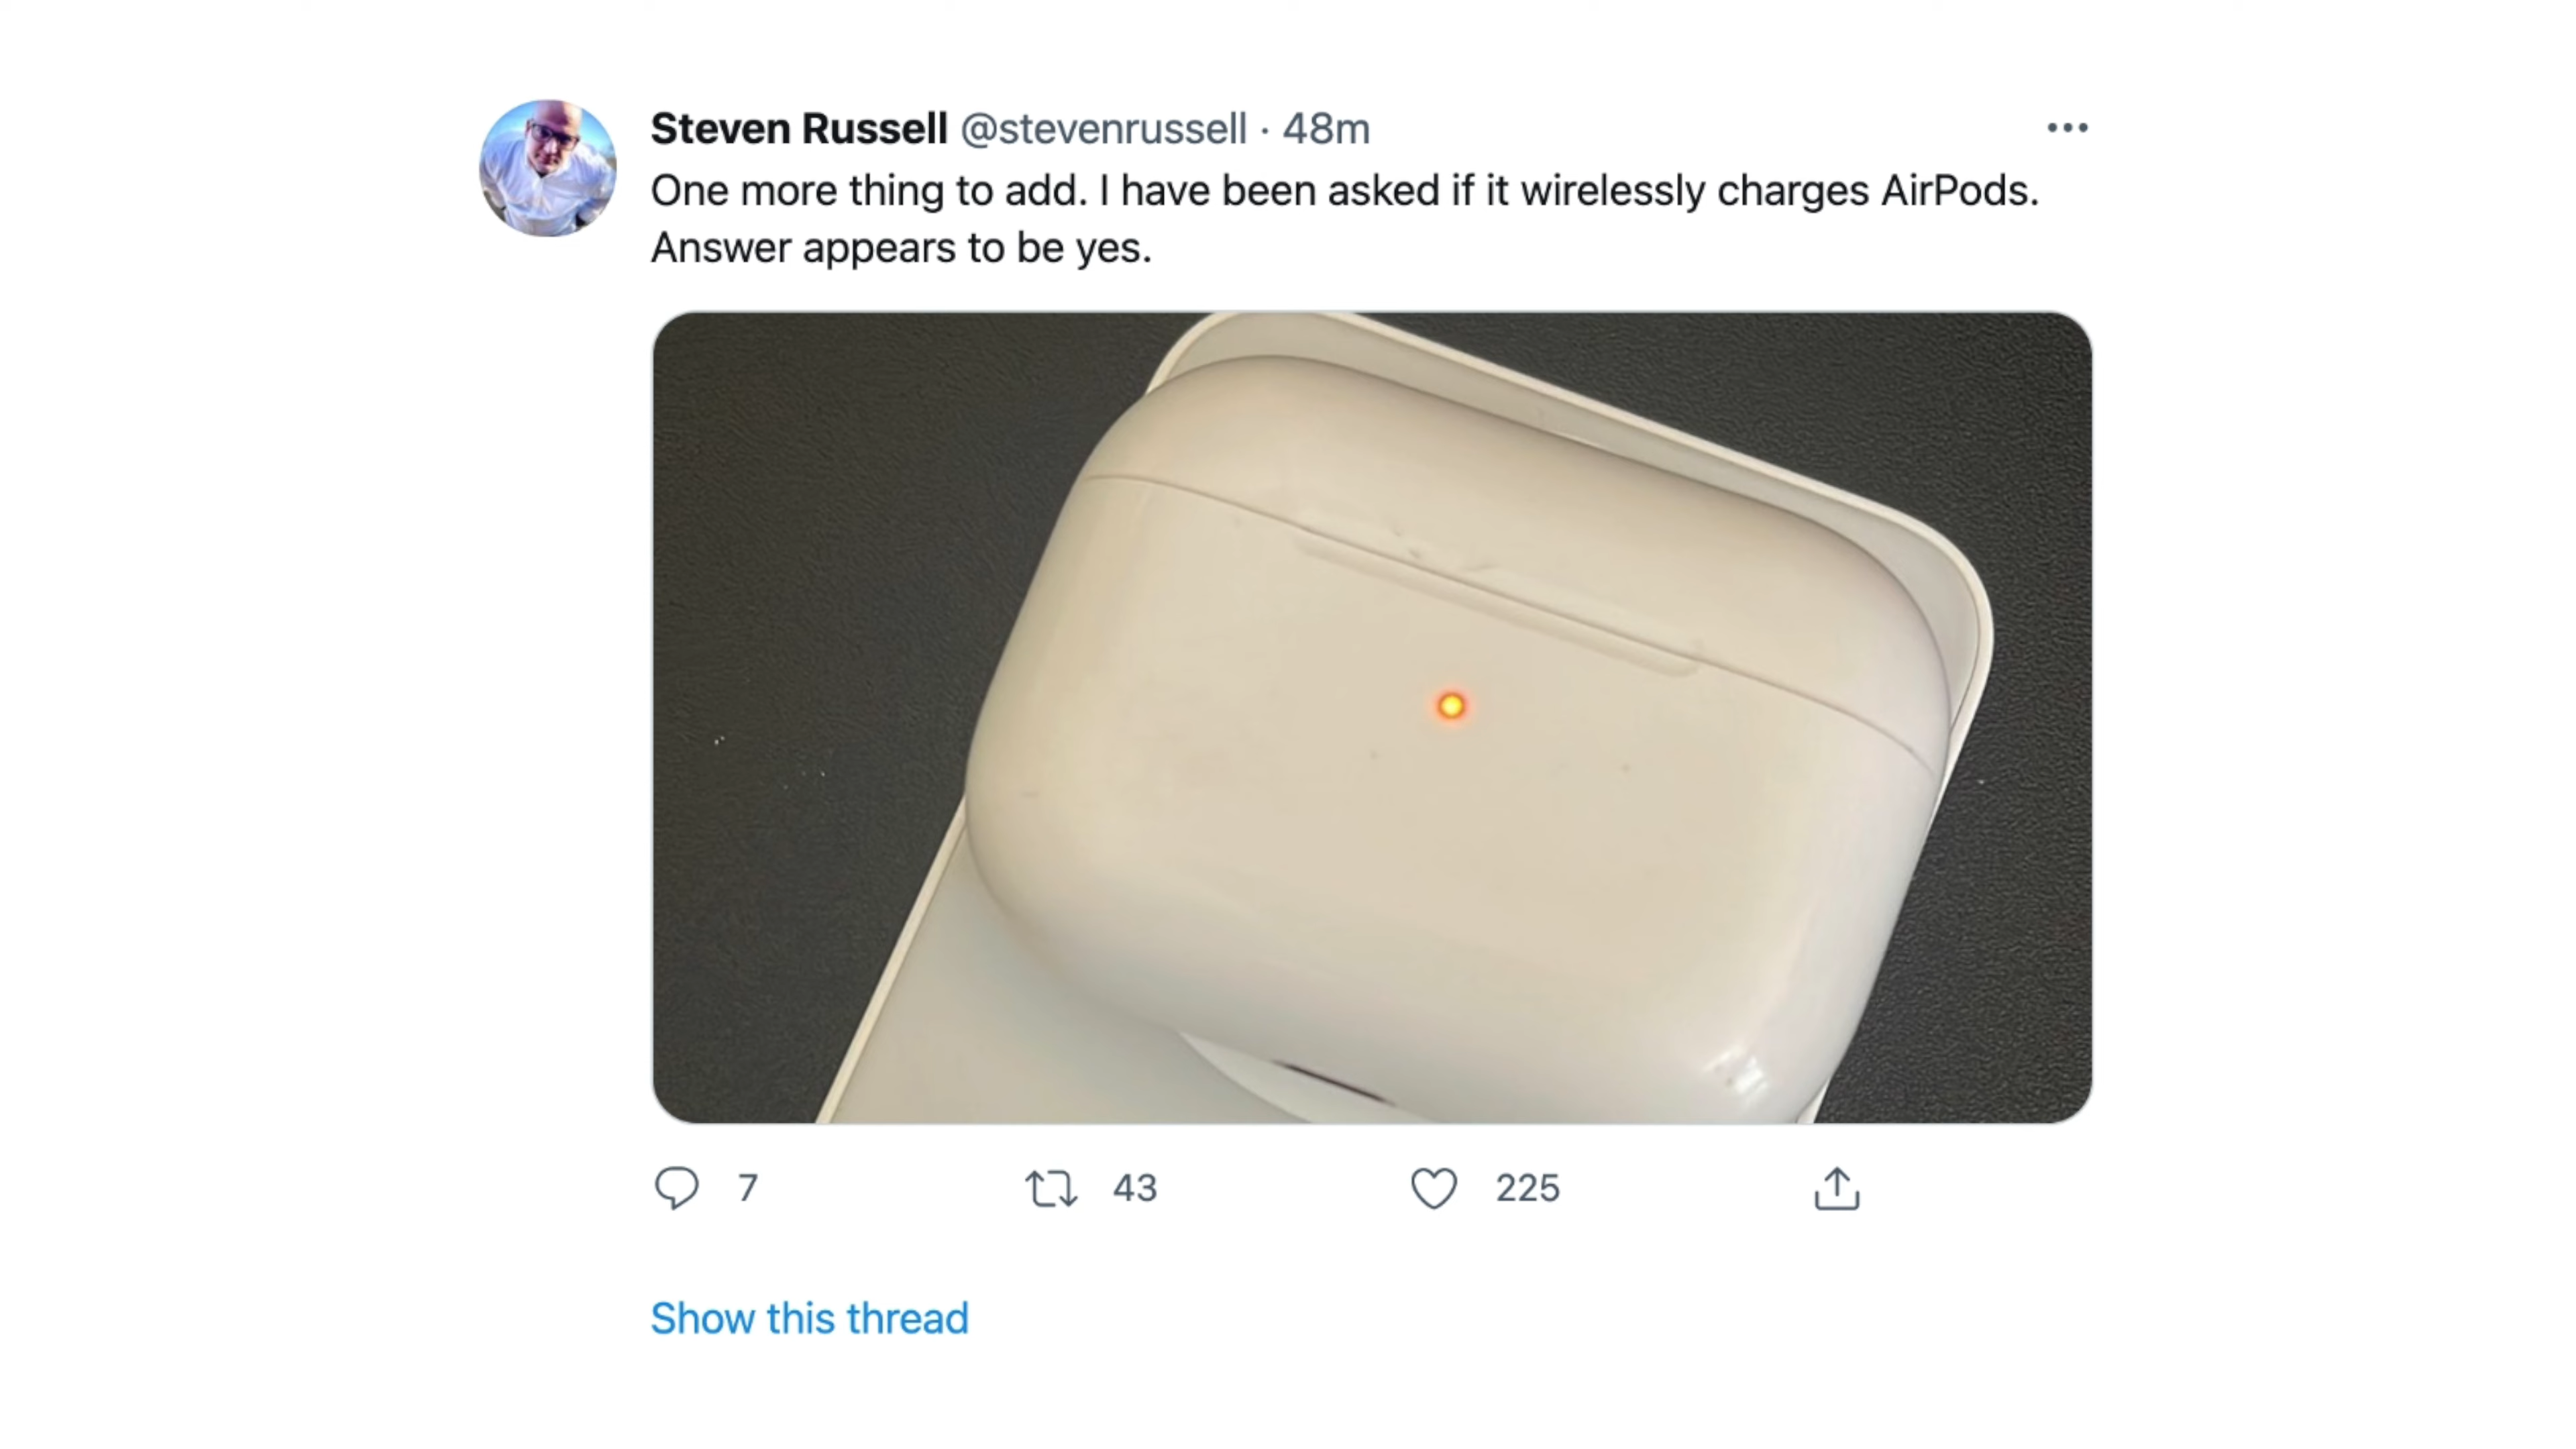 Steven Russell @stevenrussell · 48m
One more thing to add. I have been asked if it wirelessly charges AirPods.
Answer appears to be yes.
7 43 225
Show this thread